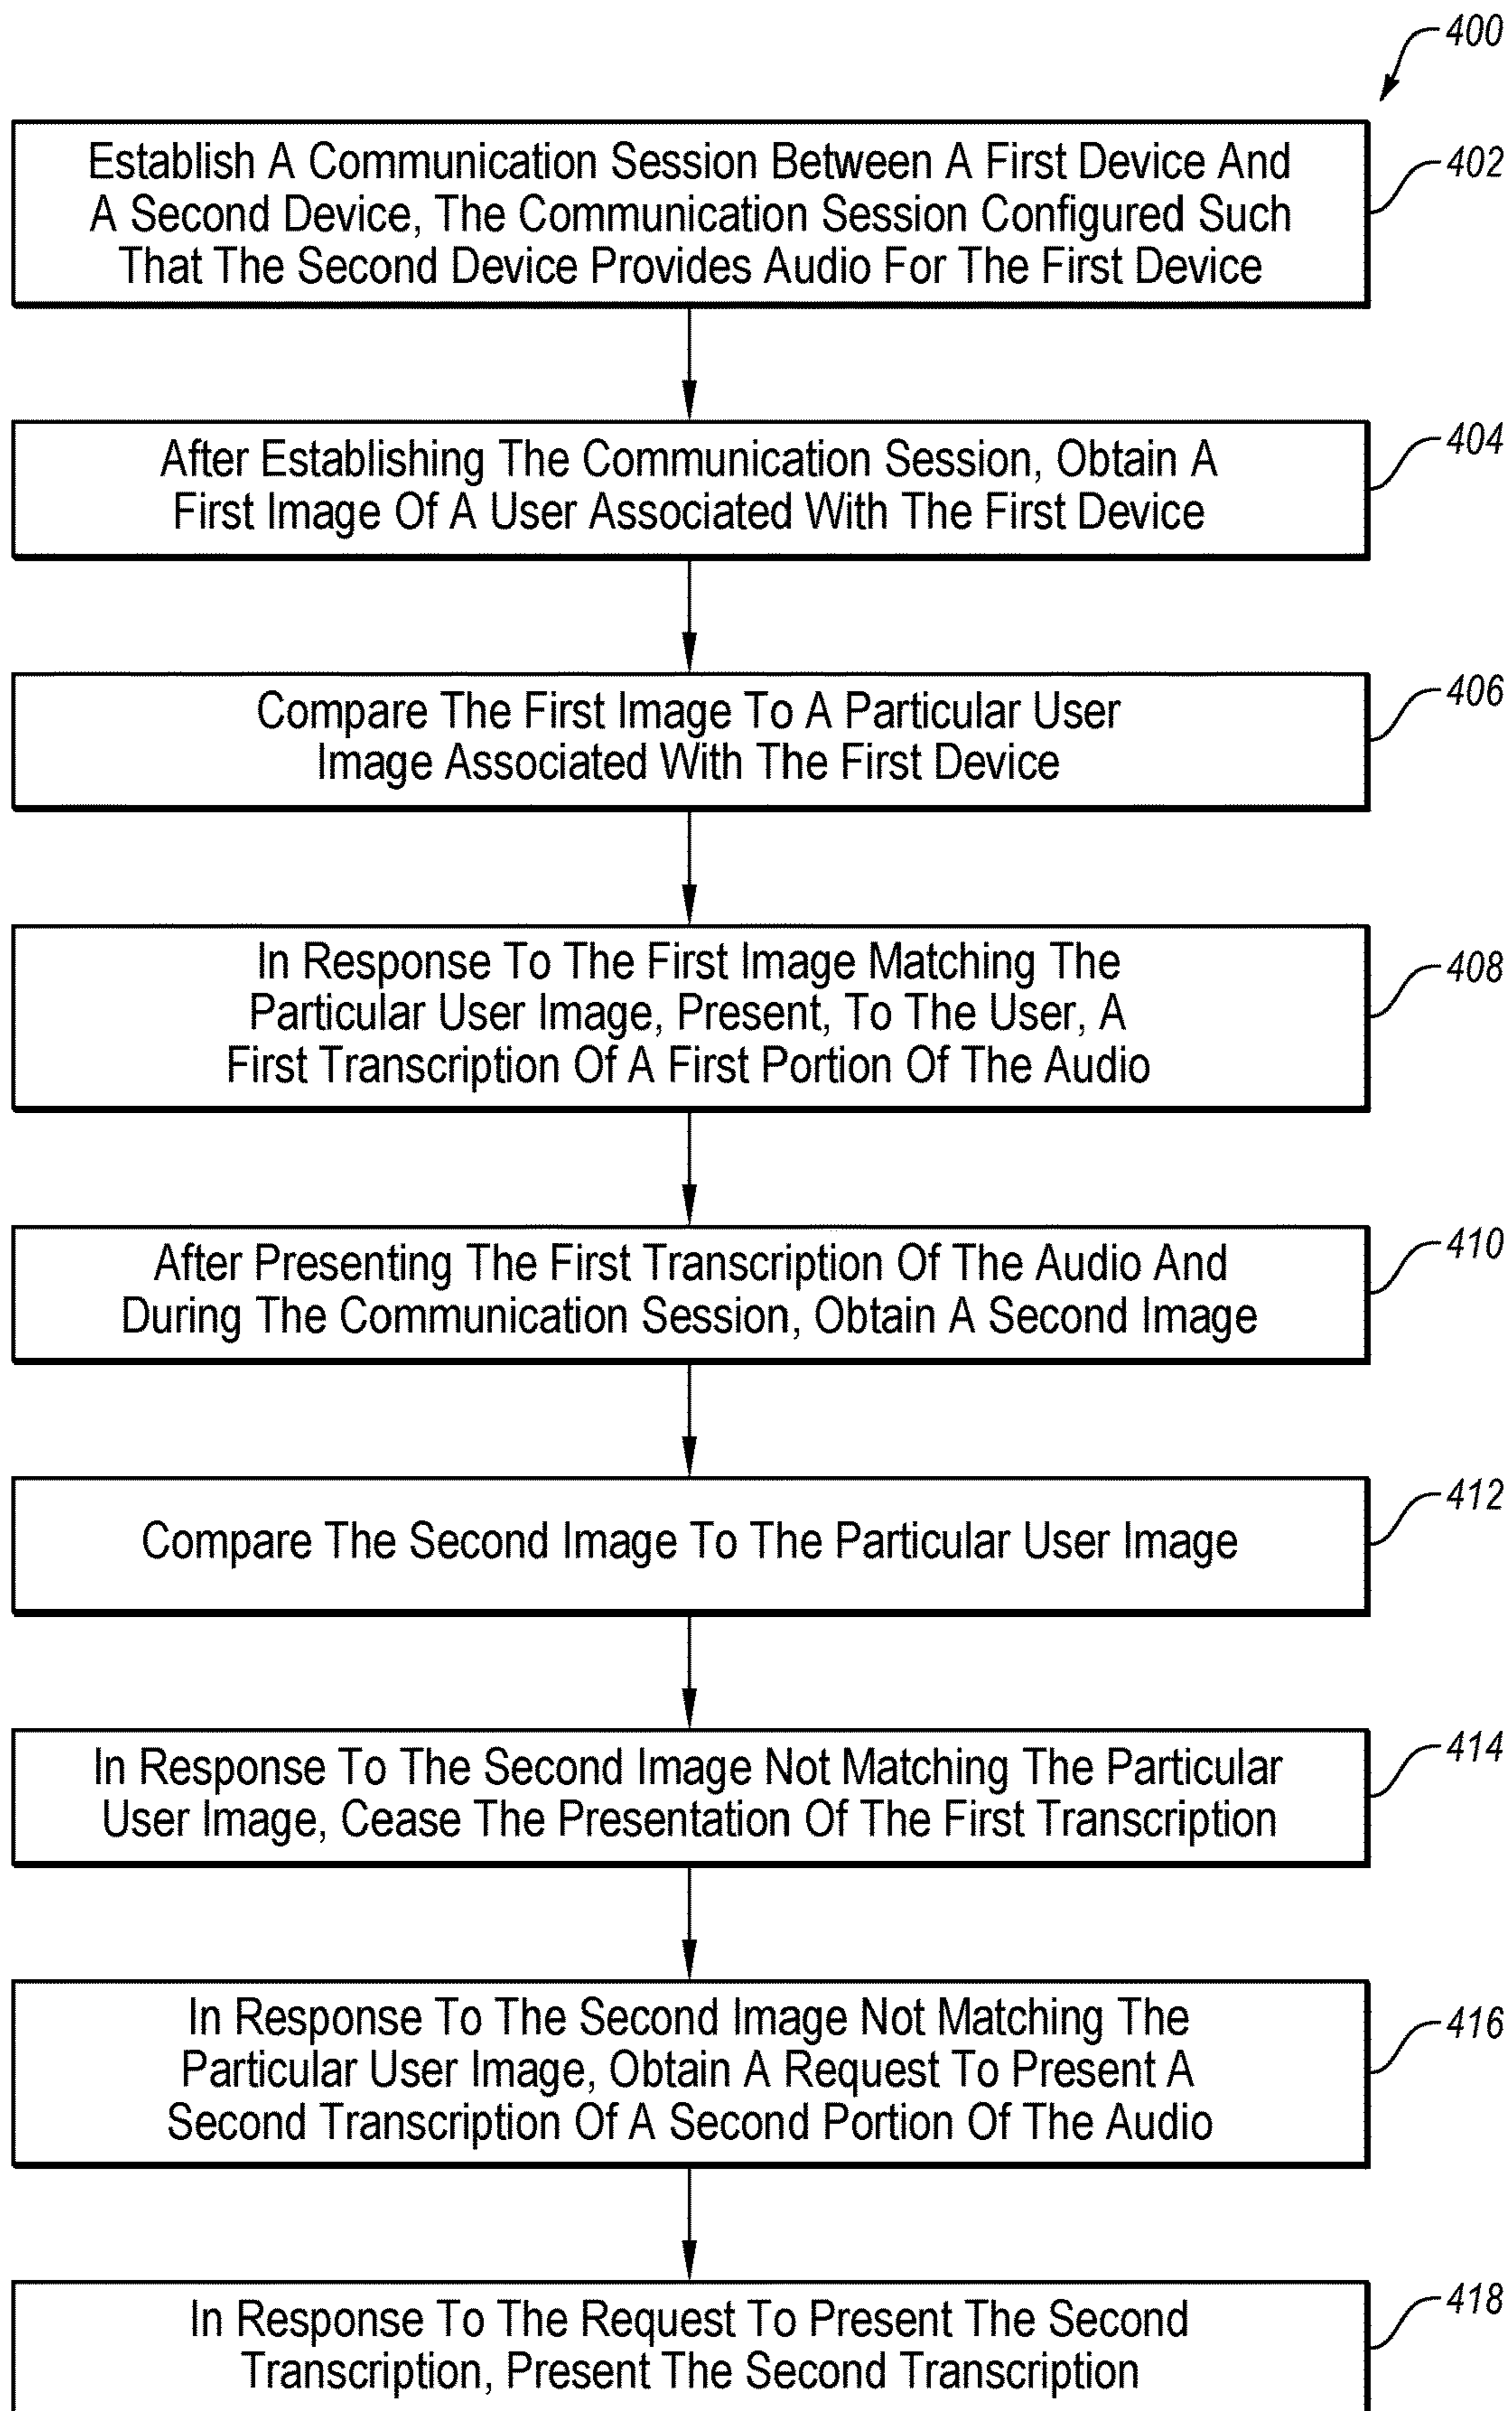 400
Establish A Communication Session Between A First Device And
A Second Device, The Communication Session Configured Such
That The Second Device Provides Audio For The First Device
402
After Establishing The Communication Session, Obtain A
First Image Of A User Associated With The First Device
404
Compare The First Image To A Particular User
Image Associated With The First Device
406
In Response To The First Image Matching The
Particular User Image, Present, To The User, A
First Transcription Of A First Portion Of The Audio
408
After Presenting The First Transcription Of The Audio And
During The Communication Session, Obtain A Second Image
410
Compare The Second Image To The Particular User Image
412
In Response To The Second Image Not Matching The Particular
User Image, Cease The Presentation Of The First Transcription
414
In Response To The Second Image Not Matching The
Particular User Image, Obtain A Request To Present A
Second Transcription Of A Second Portion Of The Audio
416
In Response To The Request To Present The Second
Transcription, Present The Second Transcription
418